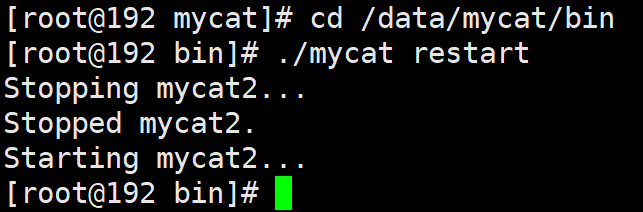 [root@192 mycat]# cd /data/mycat/bin
[root@192 bin]# ./mycat restart
Stopping mycat2...
Stopped mycat2.
Starting mycat2...
[root@192 bin]#